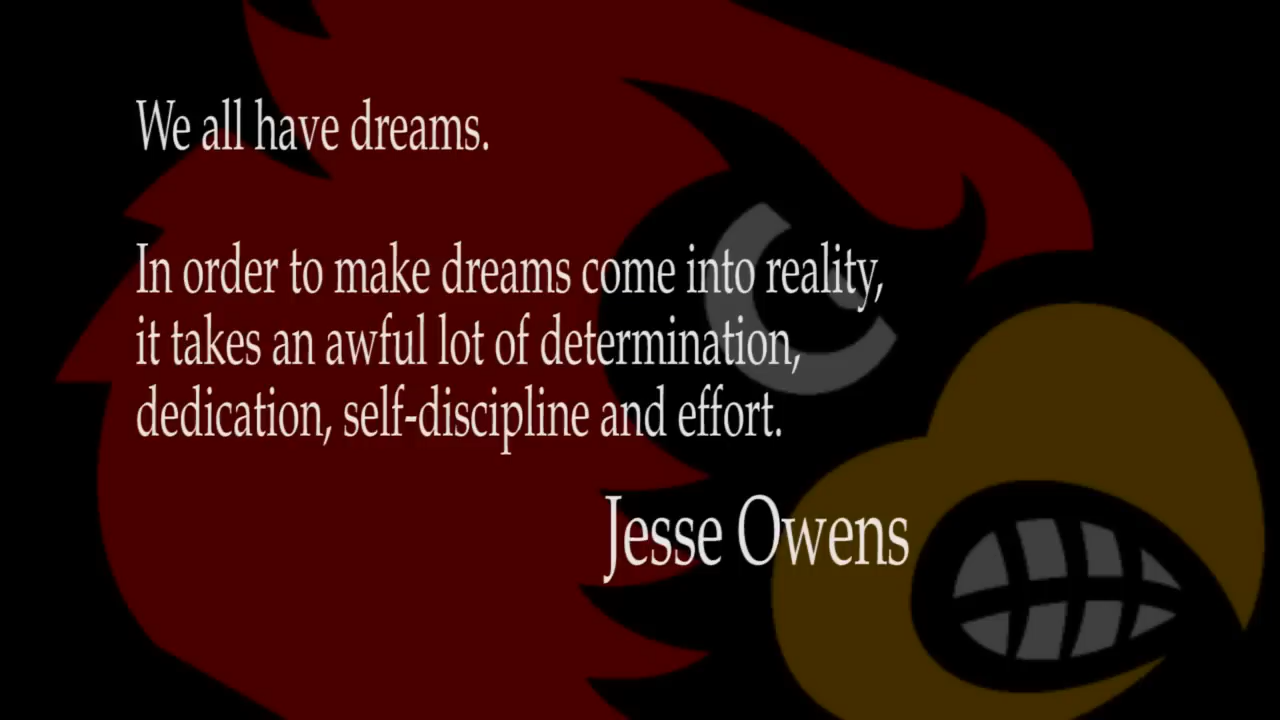 We all have dreams.
In order to make dreams come into reality,
it takes an awful lot of determination,
dedication, self-discipline and effort.
Jesse Owens